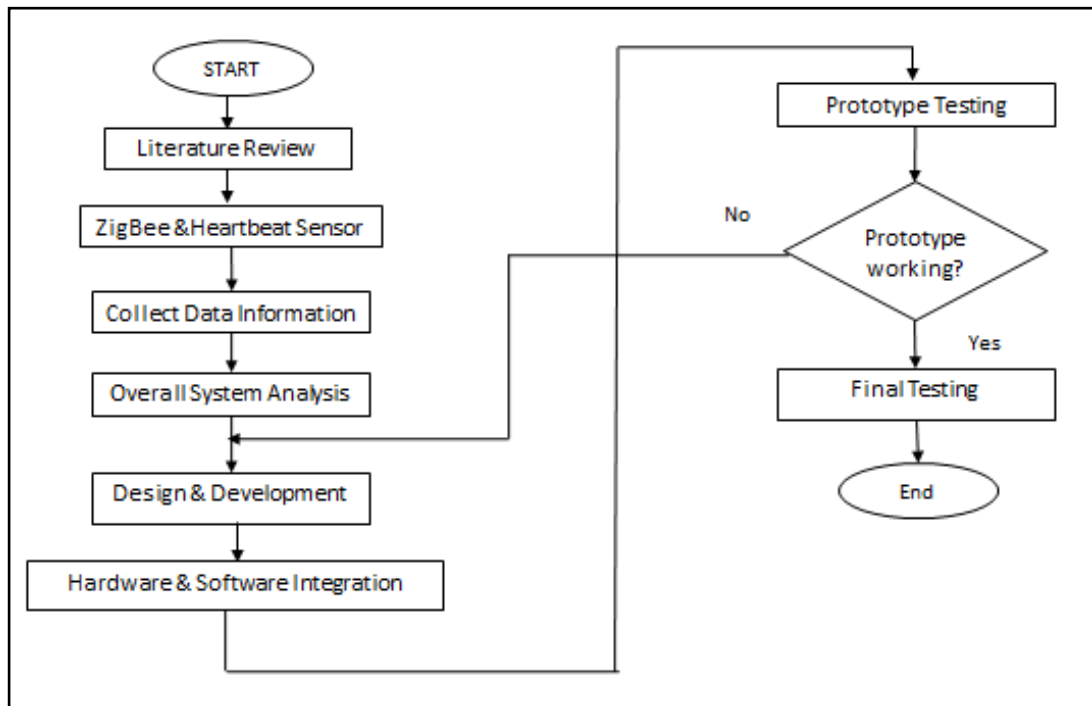 START
Literature Review
ZigBee &Heartbeat Sensor
Collect Data Information
Overall System Analysis
Design & Development
Hardware & Software Integration
Prototype Testing
Prototype
working?
No
Yes
Final Testing
End